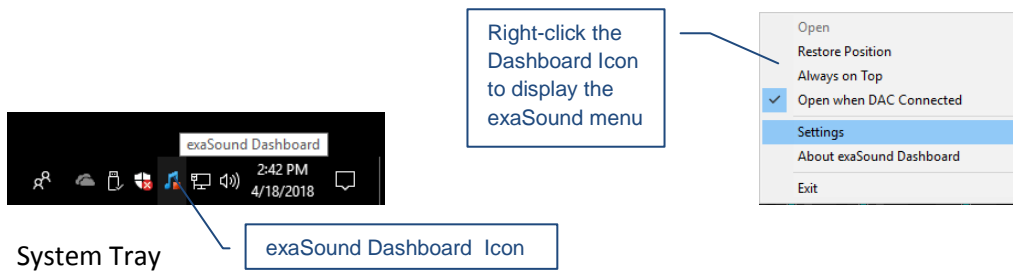 Right-click the
Dashboard Icon
to display the
exaSound menu
Open
Restore Position
Always on Top
Open when DAC Connected
Settings
About exaSound Dashboard
Exit
exaSound Dashboard
2:42 PM
4/18/2018
System Tray
exaSound Dashboard Icon